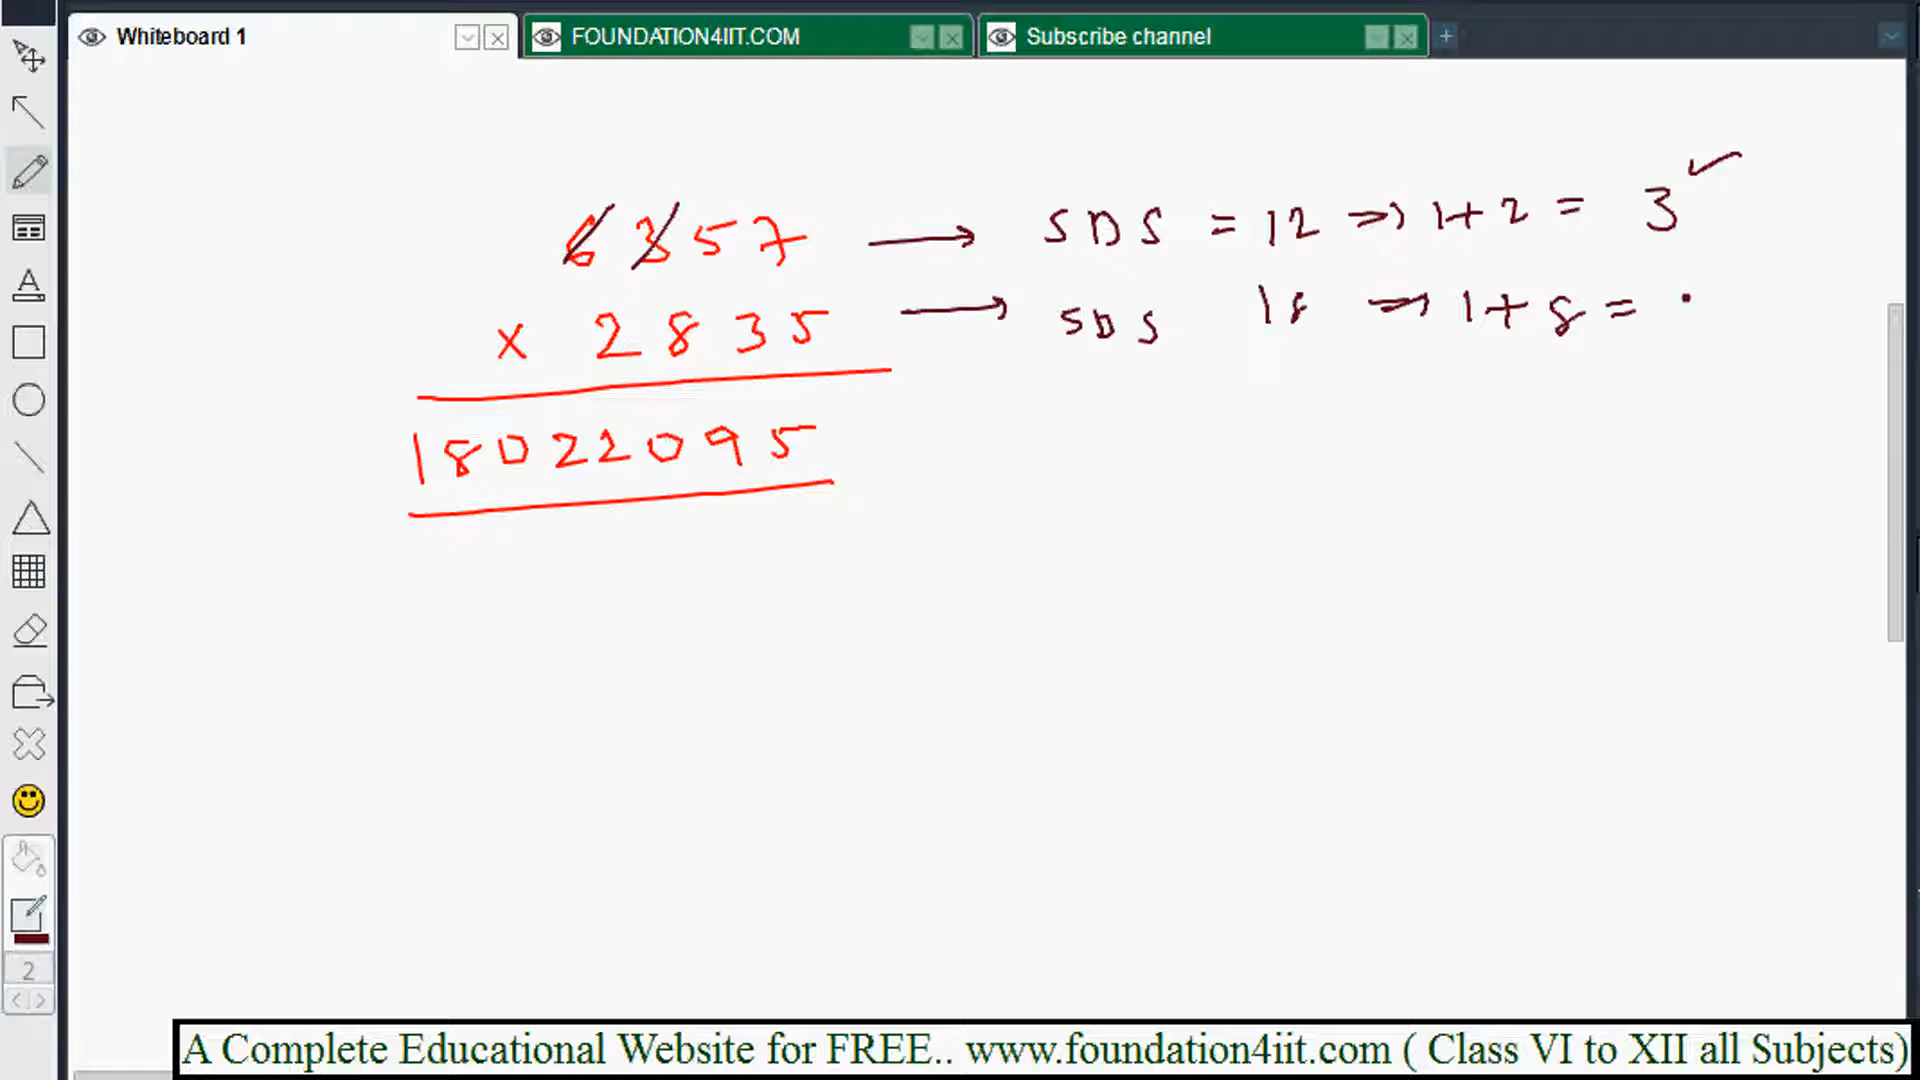 Whiteboard 1
FOUNDATION4IIT.COM
Subscribe channel
6357 → SDS = 12 ⇒ 1+2 = 3 ✓
× 2835 → SDS 18 ⇒ 1+8 =
18022095
2
A Complete Educational Website for FREE.. www.foundation4iit.com ( Class VI to XII all Subjects)